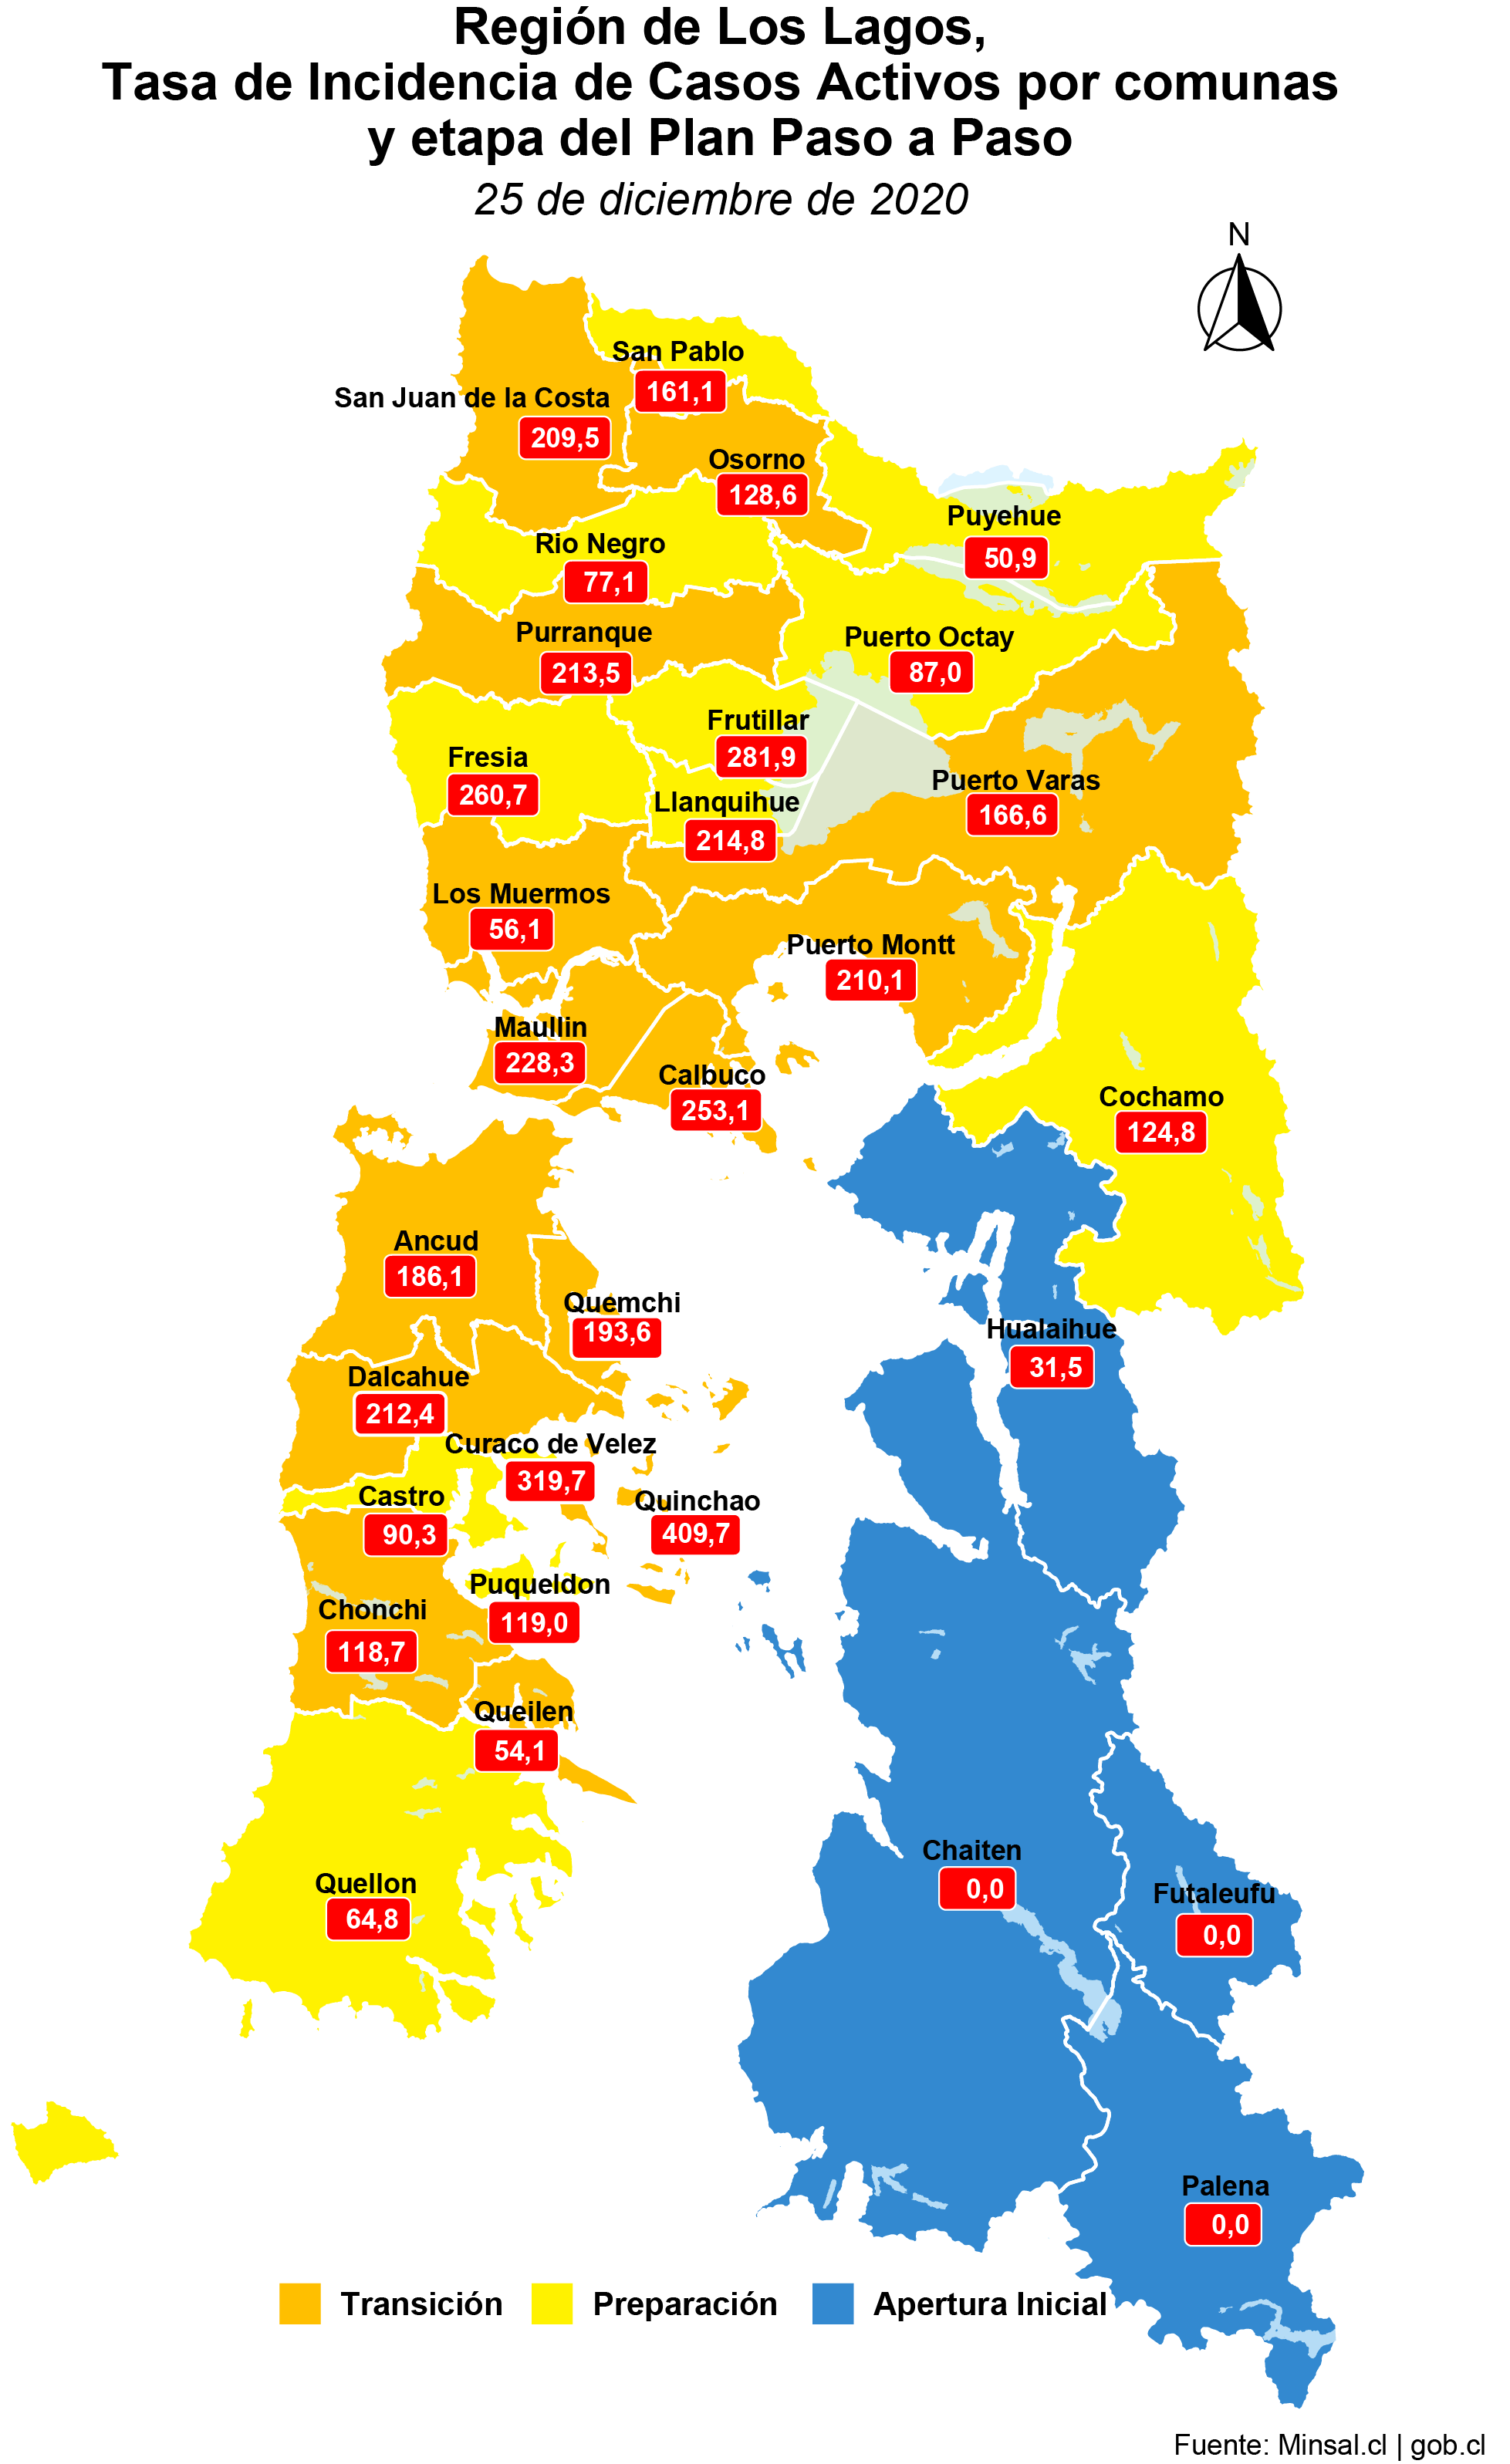 Región de Los Lagos,
Tasa de Incidencia de Casos Activos por comunas
y etapa del Plan Paso a Paso
25 de diciembre de 2020
N
San Pablo
161,1
San Juan de la Costa
209,5
Osorno
128,6
Puyehue
50,9
Rio Negro
77,1
Purranque
213,5
Puerto Octay
87,0
Frutillar
281,9
Fresia
260,7
Puerto Varas
166,6
Llanquihue
214,8
Los Muermos
56,1
Puerto Montt
210,1
Maullin
228,3
Calbuco
253,1
Cochamo
124,8
Ancud
186,1
Quemchi
193,6
Hualaihue
31,5
Dalcahue
212,4
Curaco de Velez
319,7
Castro
90,3
Quinchao
409,7
Puqueldon
119,0
Chonchi
118,7
Queilen
54,1
Chaiten
0,0
Quellon
64,8
Futaleufu
0,0
Palena
0,0
Transición
Preparación
Apertura Inicial
Fuente: Minsal.cl | gob.cl